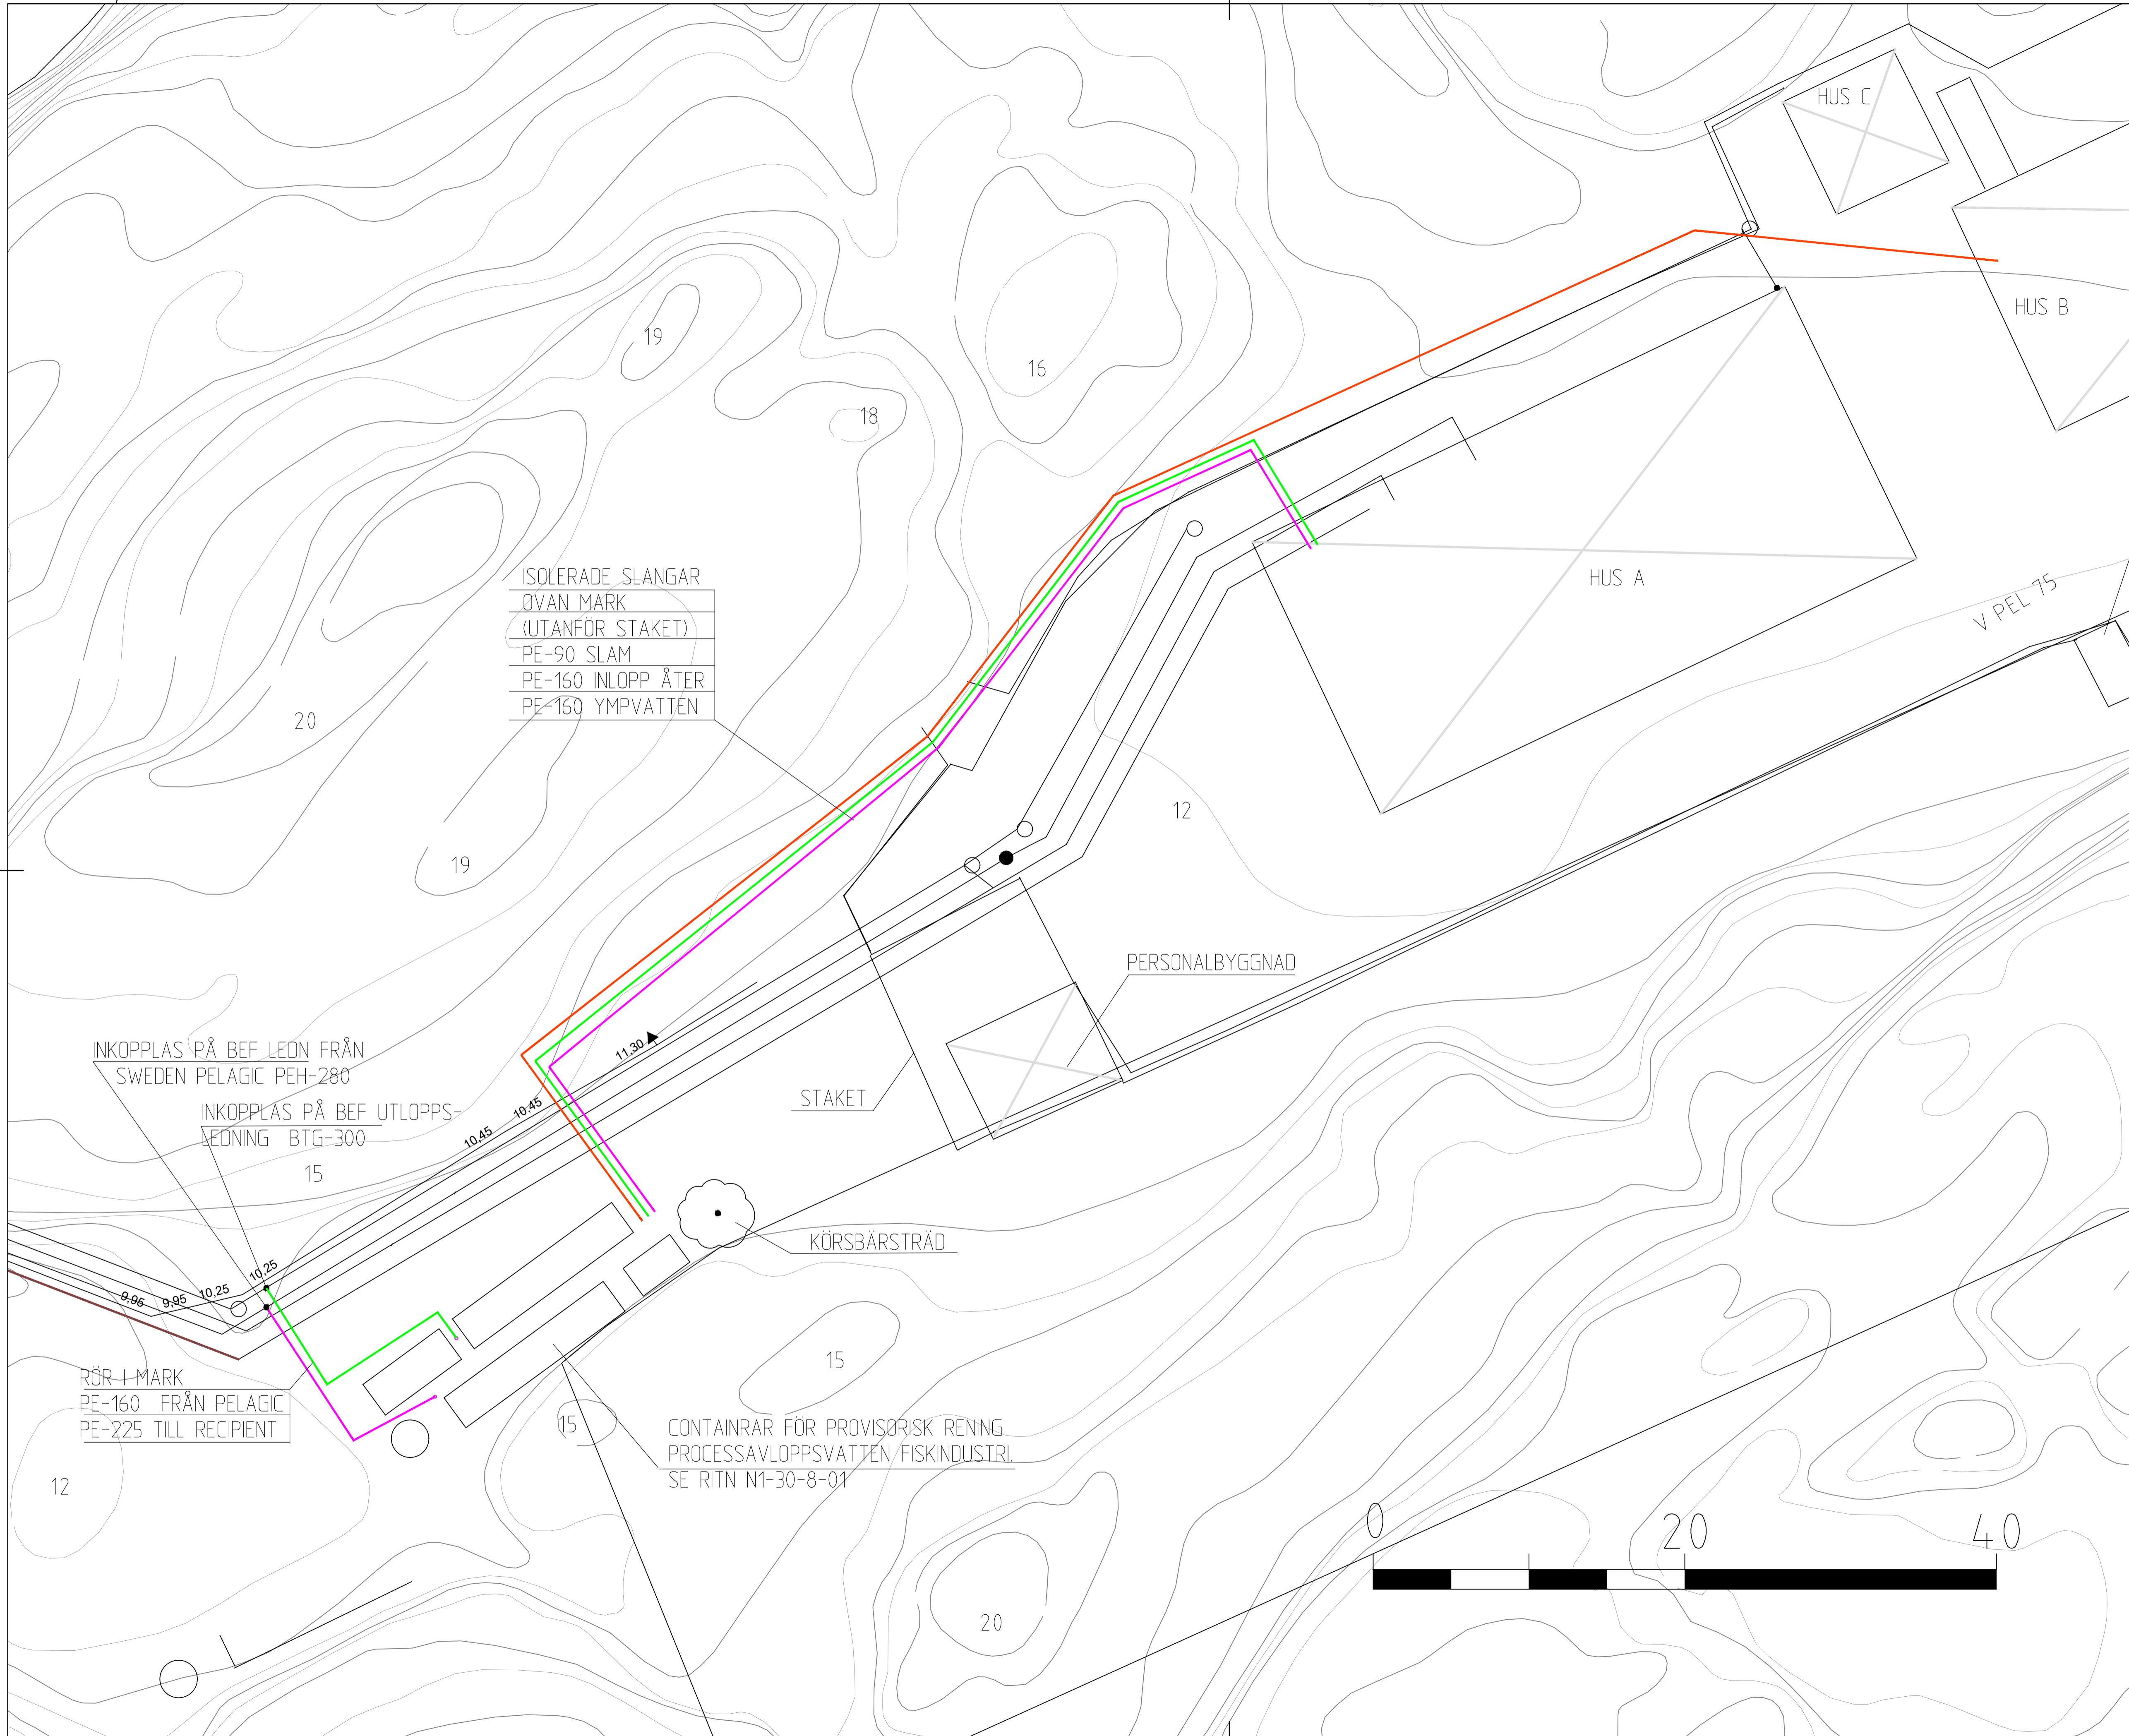 HUS C
HUS B
19
16
18
HUS A
V PEL 75
ISOLERADE SLANGAR
OVAN MARK
(UTANFÖR STAKET)
PE-90 SLAM
PE-160 INLOPP ÅTER
PE-160 YMPVATTEN
20
12
19
PERSONALBYGGNAD
INKOPPLAS PÅ BEF LEDN FRÅN
SWEDEN PELAGIC PEH-280
11,30
STAKET
INKOPPLAS PÅ BEF UTLOPPS-
LEDNING BTG-300
10,45
10,45
15
KÖRSBÄRSTRÄD
10,25
10,25
9,95
9,95
RÖR I MARK
PE-160 FRÅN PELAGIC
PE-225 TILL RECIPIENT
15
15
CONTAINRAR FÖR PROVISORISK RENING
PROCESSAVLOPPSVATTEN FISKINDUSTRI.
SE RITN N1-30-8-01
12
0 20 40
20